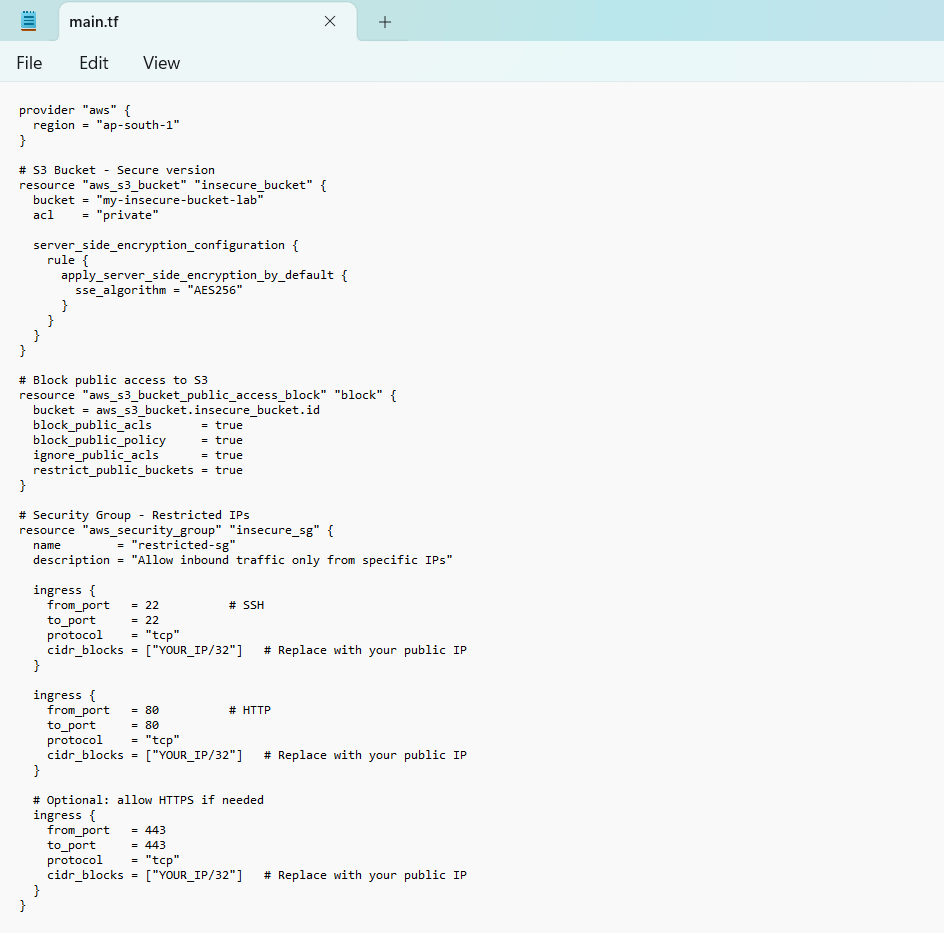 main.tf
File Edit View
provider "aws" {
  region = "ap-south-1"
}

# S3 Bucket - Secure version
resource "aws_s3_bucket" "insecure_bucket" {
  bucket = "my-insecure-bucket-lab"
  acl    = "private"

  server_side_encryption_configuration {
    rule {
      apply_server_side_encryption_by_default {
        sse_algorithm = "AES256"
      }
    }
  }
}

# Block public access to S3
resource "aws_s3_bucket_public_access_block" "block" {
  bucket = aws_s3_bucket.insecure_bucket.id
  block_public_acls       = true
  block_public_policy     = true
  ignore_public_acls      = true
  restrict_public_buckets = true
}

# Security Group - Restricted IPs
resource "aws_security_group" "insecure_sg" {
  name        = "restricted-sg"
  description = "Allow inbound traffic only from specific IPs"

  ingress {
    from_port   = 22          # SSH
    to_port     = 22
    protocol    = "tcp"
    cidr_blocks = ["YOUR_IP/32"]   # Replace with your public IP
  }

  ingress {
    from_port   = 80          # HTTP
    to_port     = 80
    protocol    = "tcp"
    cidr_blocks = ["YOUR_IP/32"]   # Replace with your public IP
  }

  # Optional: allow HTTPS if needed
  ingress {
    from_port   = 443
    to_port     = 443
    protocol    = "tcp"
    cidr_blocks = ["YOUR_IP/32"]   # Replace with your public IP
  }
}